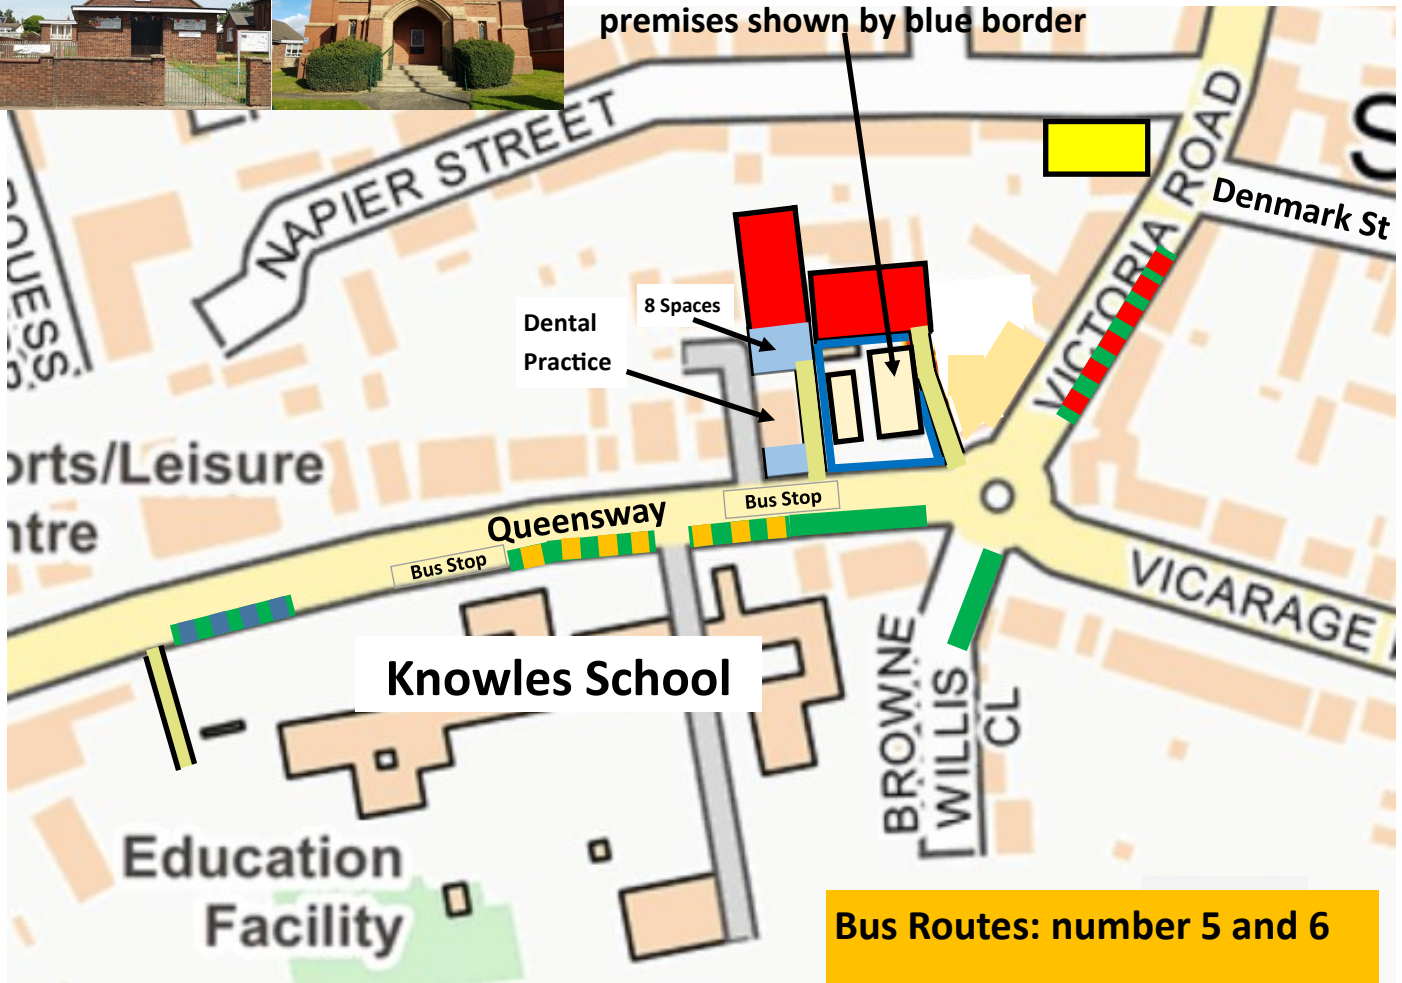 premises shown by blue border
NAPIER STREET
VICTORIA ROAD
Denmark St
S
8 Spaces
Dental
Practice
orts/Leisure
ntre
Queensway
Bus Stop
Bus Stop
VICARAGE
Knowles School
BROWNE
WILLIS
CL
Education
Facility
Bus Routes: number 5 and 6